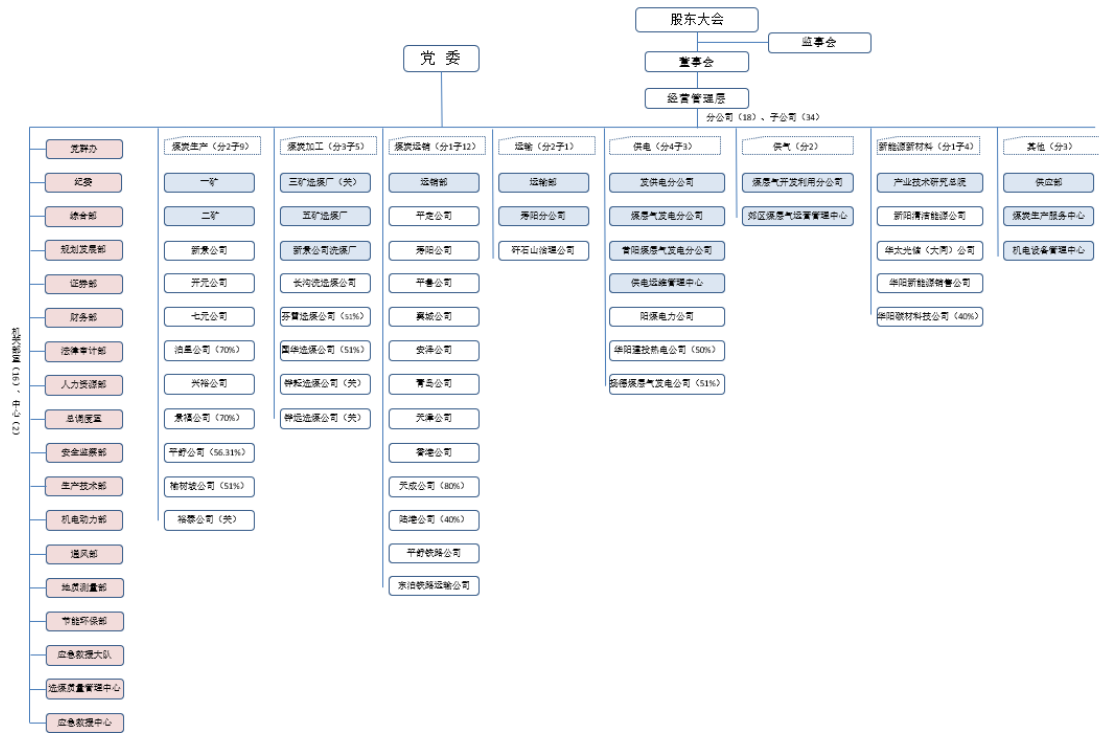 股东大会
监事会
党 委
董事会
经营管理层
分公司（18）、子公司（34）
机关部室（16）、中心（2）
党群办
纪委
综合部
规划发展部
证券部
财务部
法律审计部
人力资源部
总调度室
安全监察部
生产技术部
机电动力部
通风部
地质测量部
节能环保部
应急救援大队
选煤质量管理中心
应急救援中心
煤炭生产（分2子9）
一矿
二矿
新景公司
开元公司
七元公司
泊里公司（70%）
兴裕公司
景福公司（70%）
平舒公司（56.31%）
榆树坡公司（51%）
裕泰公司（关）
煤炭加工（分3子5）
三矿选煤厂（关）
五矿选煤厂
新景公司洗煤厂
长沟洗选煤公司
芬雷选煤公司（51%）
国华选煤公司（51%）
铧远选煤公司（关）
煤炭运销（分1子12）
运销部
平定公司
寿阳公司
平鲁公司
襄城公司
安泽公司
青岛公司
天津公司
香港公司
天成公司（80%）
陆港公司（40%）
平舒铁路公司
东泊铁路运输公司
运输（分2子1）
运输部
寿阳分公司
矸石山治理公司
供电（分4子3）
发供电分公司
煤层气发电分公司
昔阳煤层气发电分公司
供电运维管理中心
阳煤电力公司
华阳建投热电公司（50%）
扬德煤层气发电公司（51%）
供气（分2）
煤层气开发利用分公司
郊区煤层气运营管理中心
新能源新材料（分1子4）
产业技术研究总院
新阳清洁能源公司
华太光储（大同）公司
华阳新能源销售公司
华阳碳材科技公司（40%）
其他（分3）
供应部
煤炭生产服务中心
机电设备管理中心